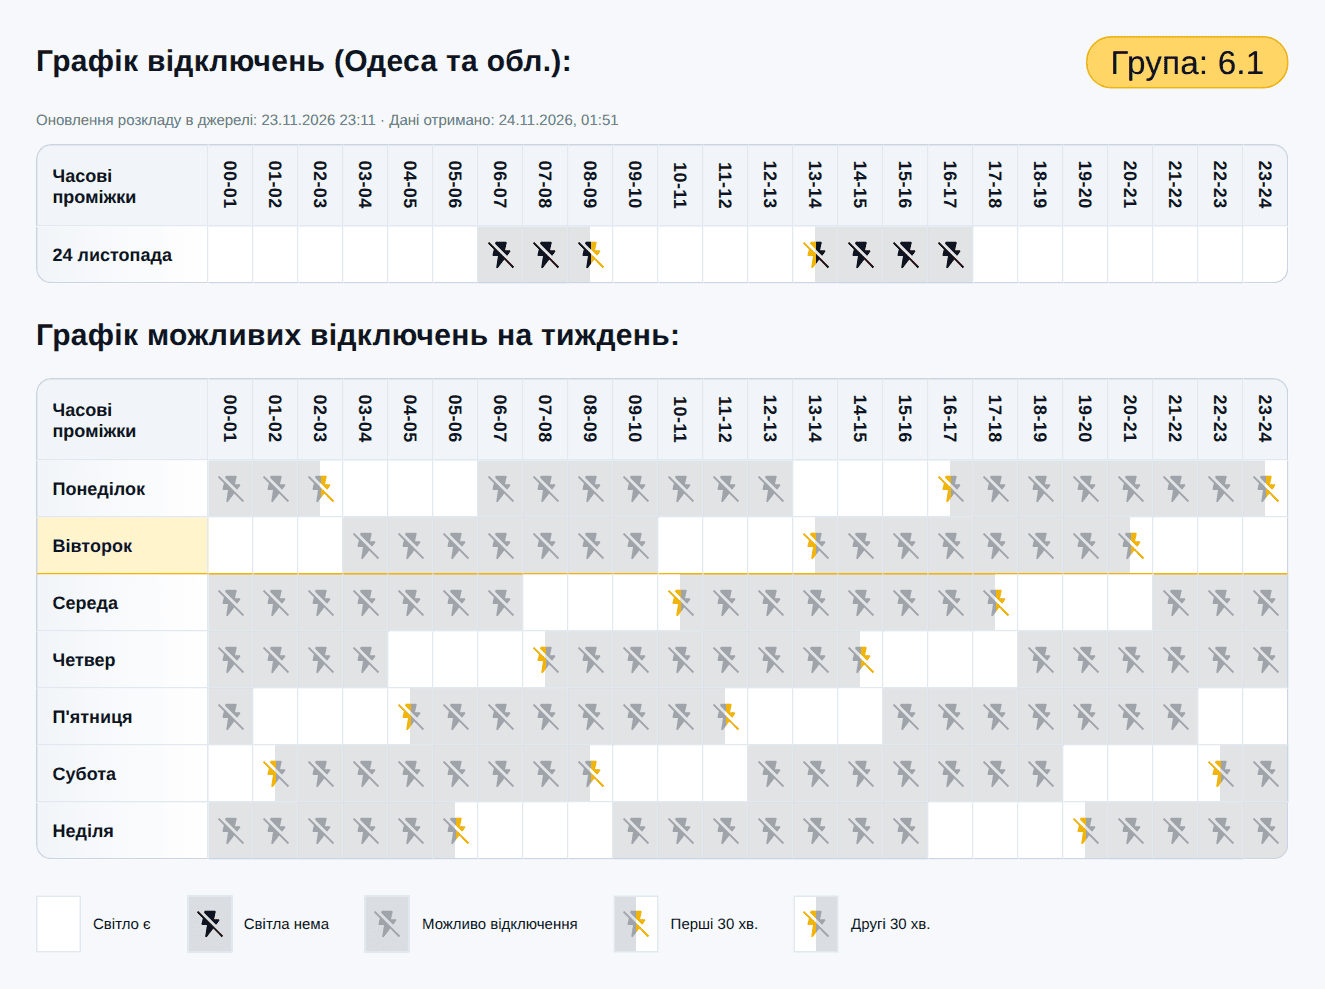 Графік відключень (Одеса та обл.):
Група: 6.1
Оновлення розкладу в джерелі: 23.11.2026 23:11 · Дані отримано: 24.11.2026, 01:51
Часові проміжки 00-01 01-02 02-03 03-04 04-05 05-06 06-07 07-08 08-09 09-10 10-11 11-12 12-13 13-14 14-15 15-16 16-17 17-18 18-19 19-20 20-21 21-22 22-23 23-24
24 листопада
Графік можливих відключень на тиждень:
Часові проміжки 00-01 01-02 02-03 03-04 04-05 05-06 06-07 07-08 08-09 09-10 10-11 11-12 12-13 13-14 14-15 15-16 16-17 17-18 18-19 19-20 20-21 21-22 22-23 23-24
Понеділок
Вівторок
Середа
Четвер
П'ятниця
Субота
Неділя
Світло є Світла нема Можливо відключення Перші 30 хв. Другі 30 хв.